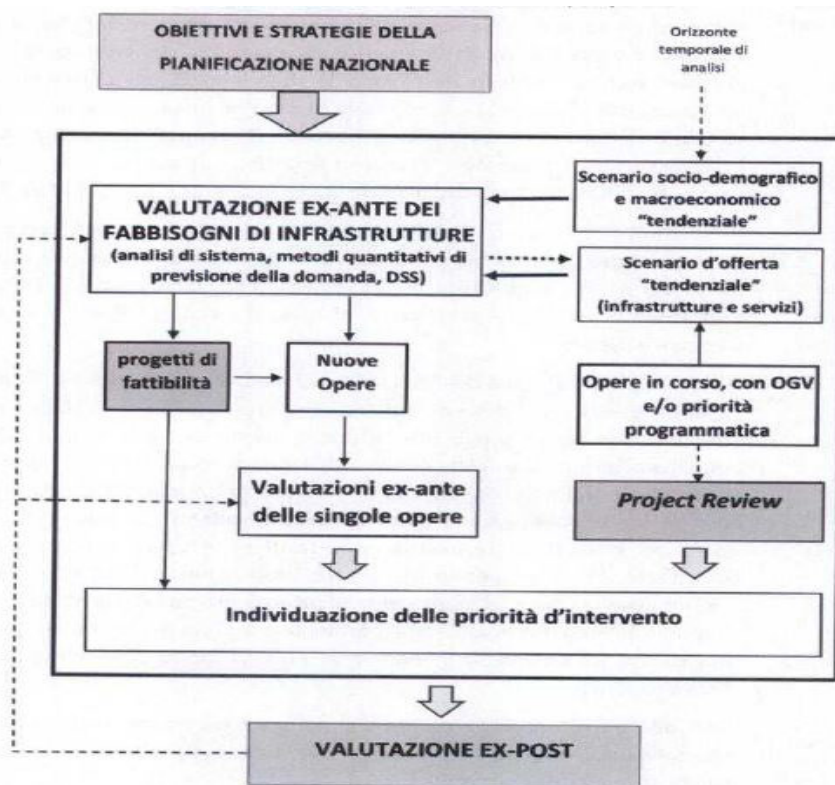 OBIETTIVI E STRATEGIE DELLA
PIANIFICAZIONE NAZIONALE
Orizzonte
temporale di
analisi
Scenario socio-demografico
e macroeconomico
“tendenziale”
VALUTAZIONE EX-ANTE DEI
FABBISOGNI DI INFRASTRUTTURE
(analisi di sistema, metodi quantitativi di
previsione della domanda, DSS)
Scenario d’offerta
“tendenziale”
(infrastrutture e servizi)
progetti di
fattibilità
Nuove
Opere
Opere in corso, con OGV
e/o priorità
programmatica
Valutazioni ex-ante
delle singole opere
Project Review
Individuazione delle priorità d’intervento
VALUTAZIONE EX-POST